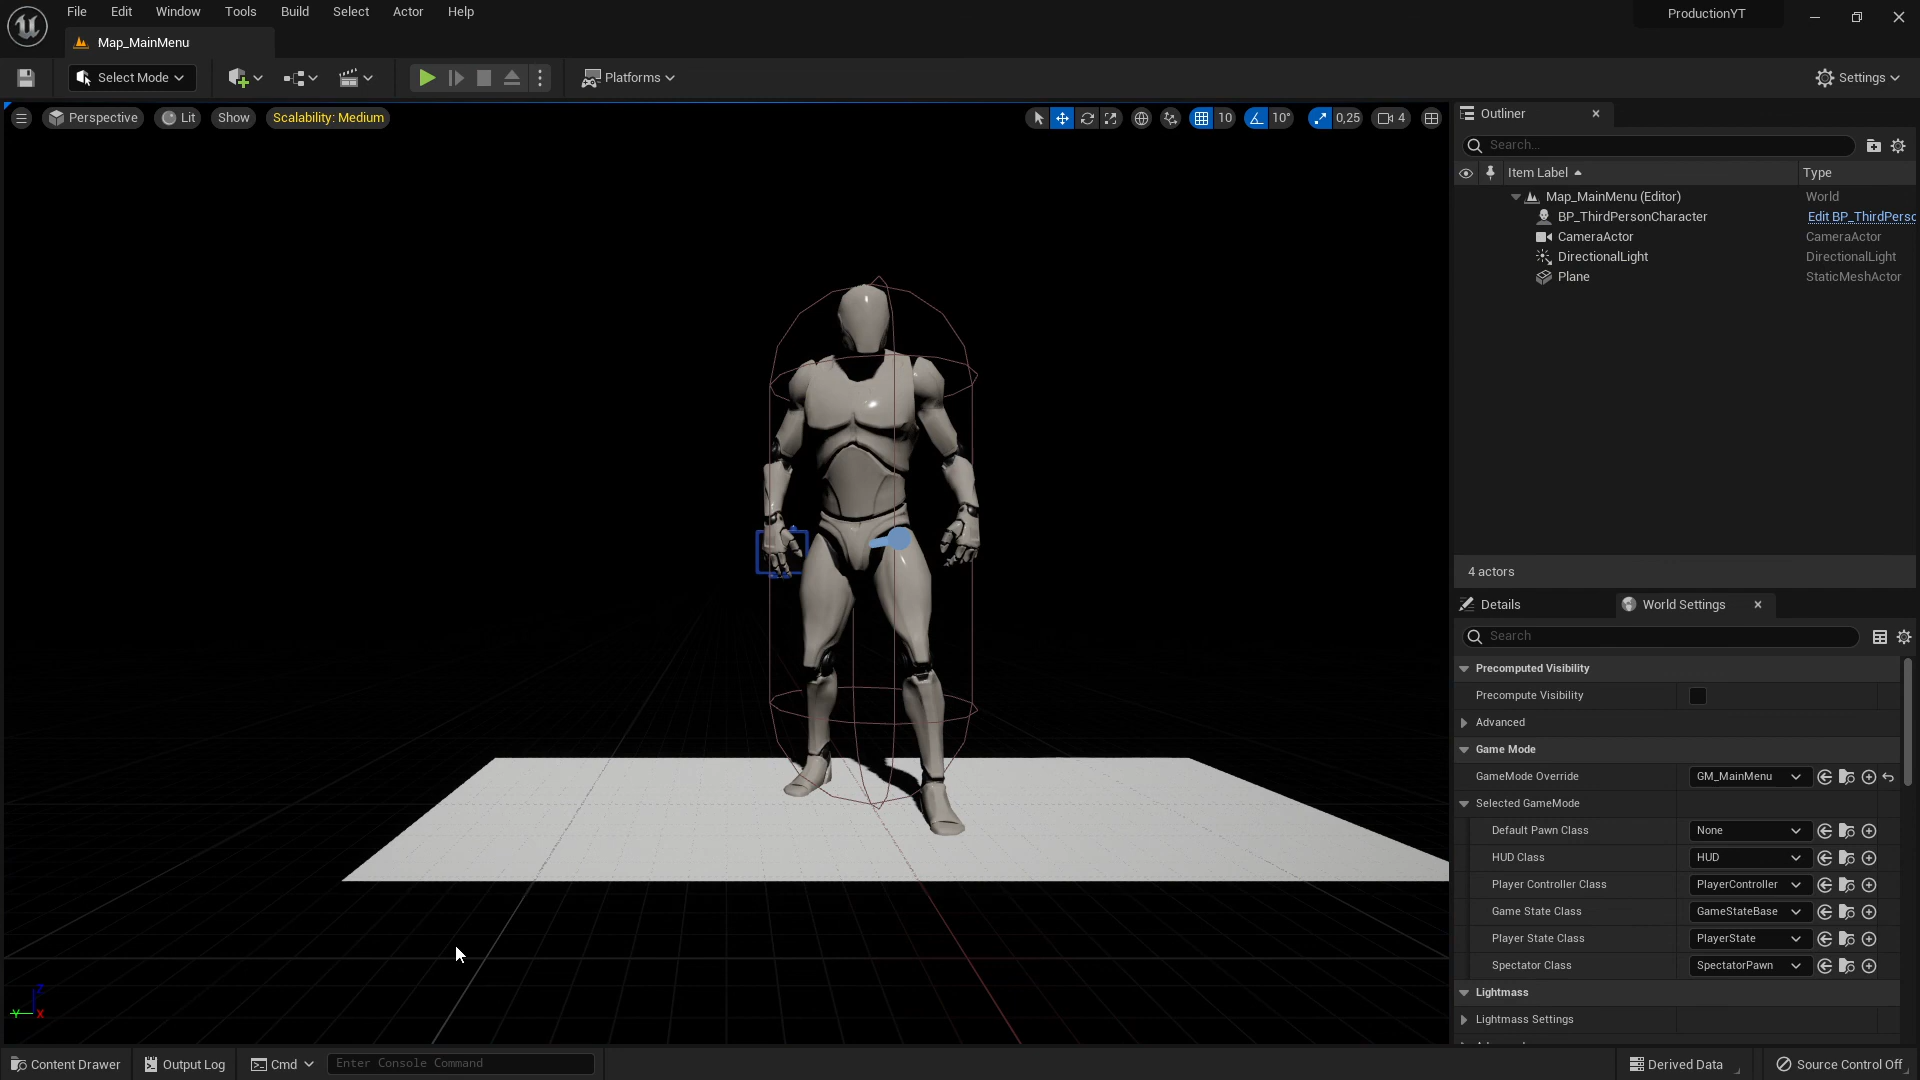 File Edit Window Tools Build Select Actor Help
ProductionYT
Map_MainMenu
Select Mode
Platforms
Settings
Perspective Lit Show Scalability: Medium
10 10° 0,25 4
Outliner
Search...
Item Label Type
Map_MainMenu (Editor) World
BP_ThirdPersonCharacter Edit BP_ThirdPerso
CameraActor CameraActor
DirectionalLight DirectionalLight
Plane StaticMeshActor
4 actors
Details World Settings
Search
Precomputed Visibility
Precompute Visibility
Advanced
Game Mode
GameMode Override GM_MainMenu
Selected GameMode
Default Pawn Class None
HUD Class HUD
Player Controller Class PlayerController
Game State Class GameStateBase
Player State Class PlayerState
Spectator Class SpectatorPawn
Lightmass
Lightmass Settings
Z
Y X
Content Drawer Output Log Cmd Enter Console Command Derived Data Source Control Off